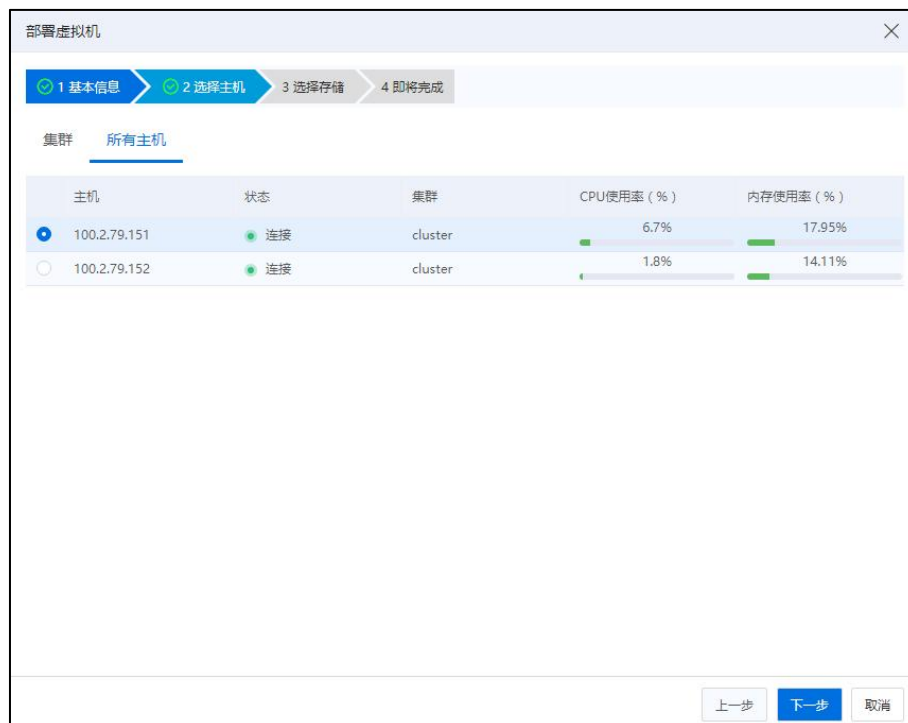 部署虚拟机
1 基本信息 2 选择主机 3 选择存储 4 即将完成
集群 所有主机
主机 状态 集群 CPU使用率(%) 内存使用率(%)
100.2.79.151 连接 cluster 6.7% 17.95%
100.2.79.152 连接 cluster 1.8% 14.11%
上一步 下一步 取消